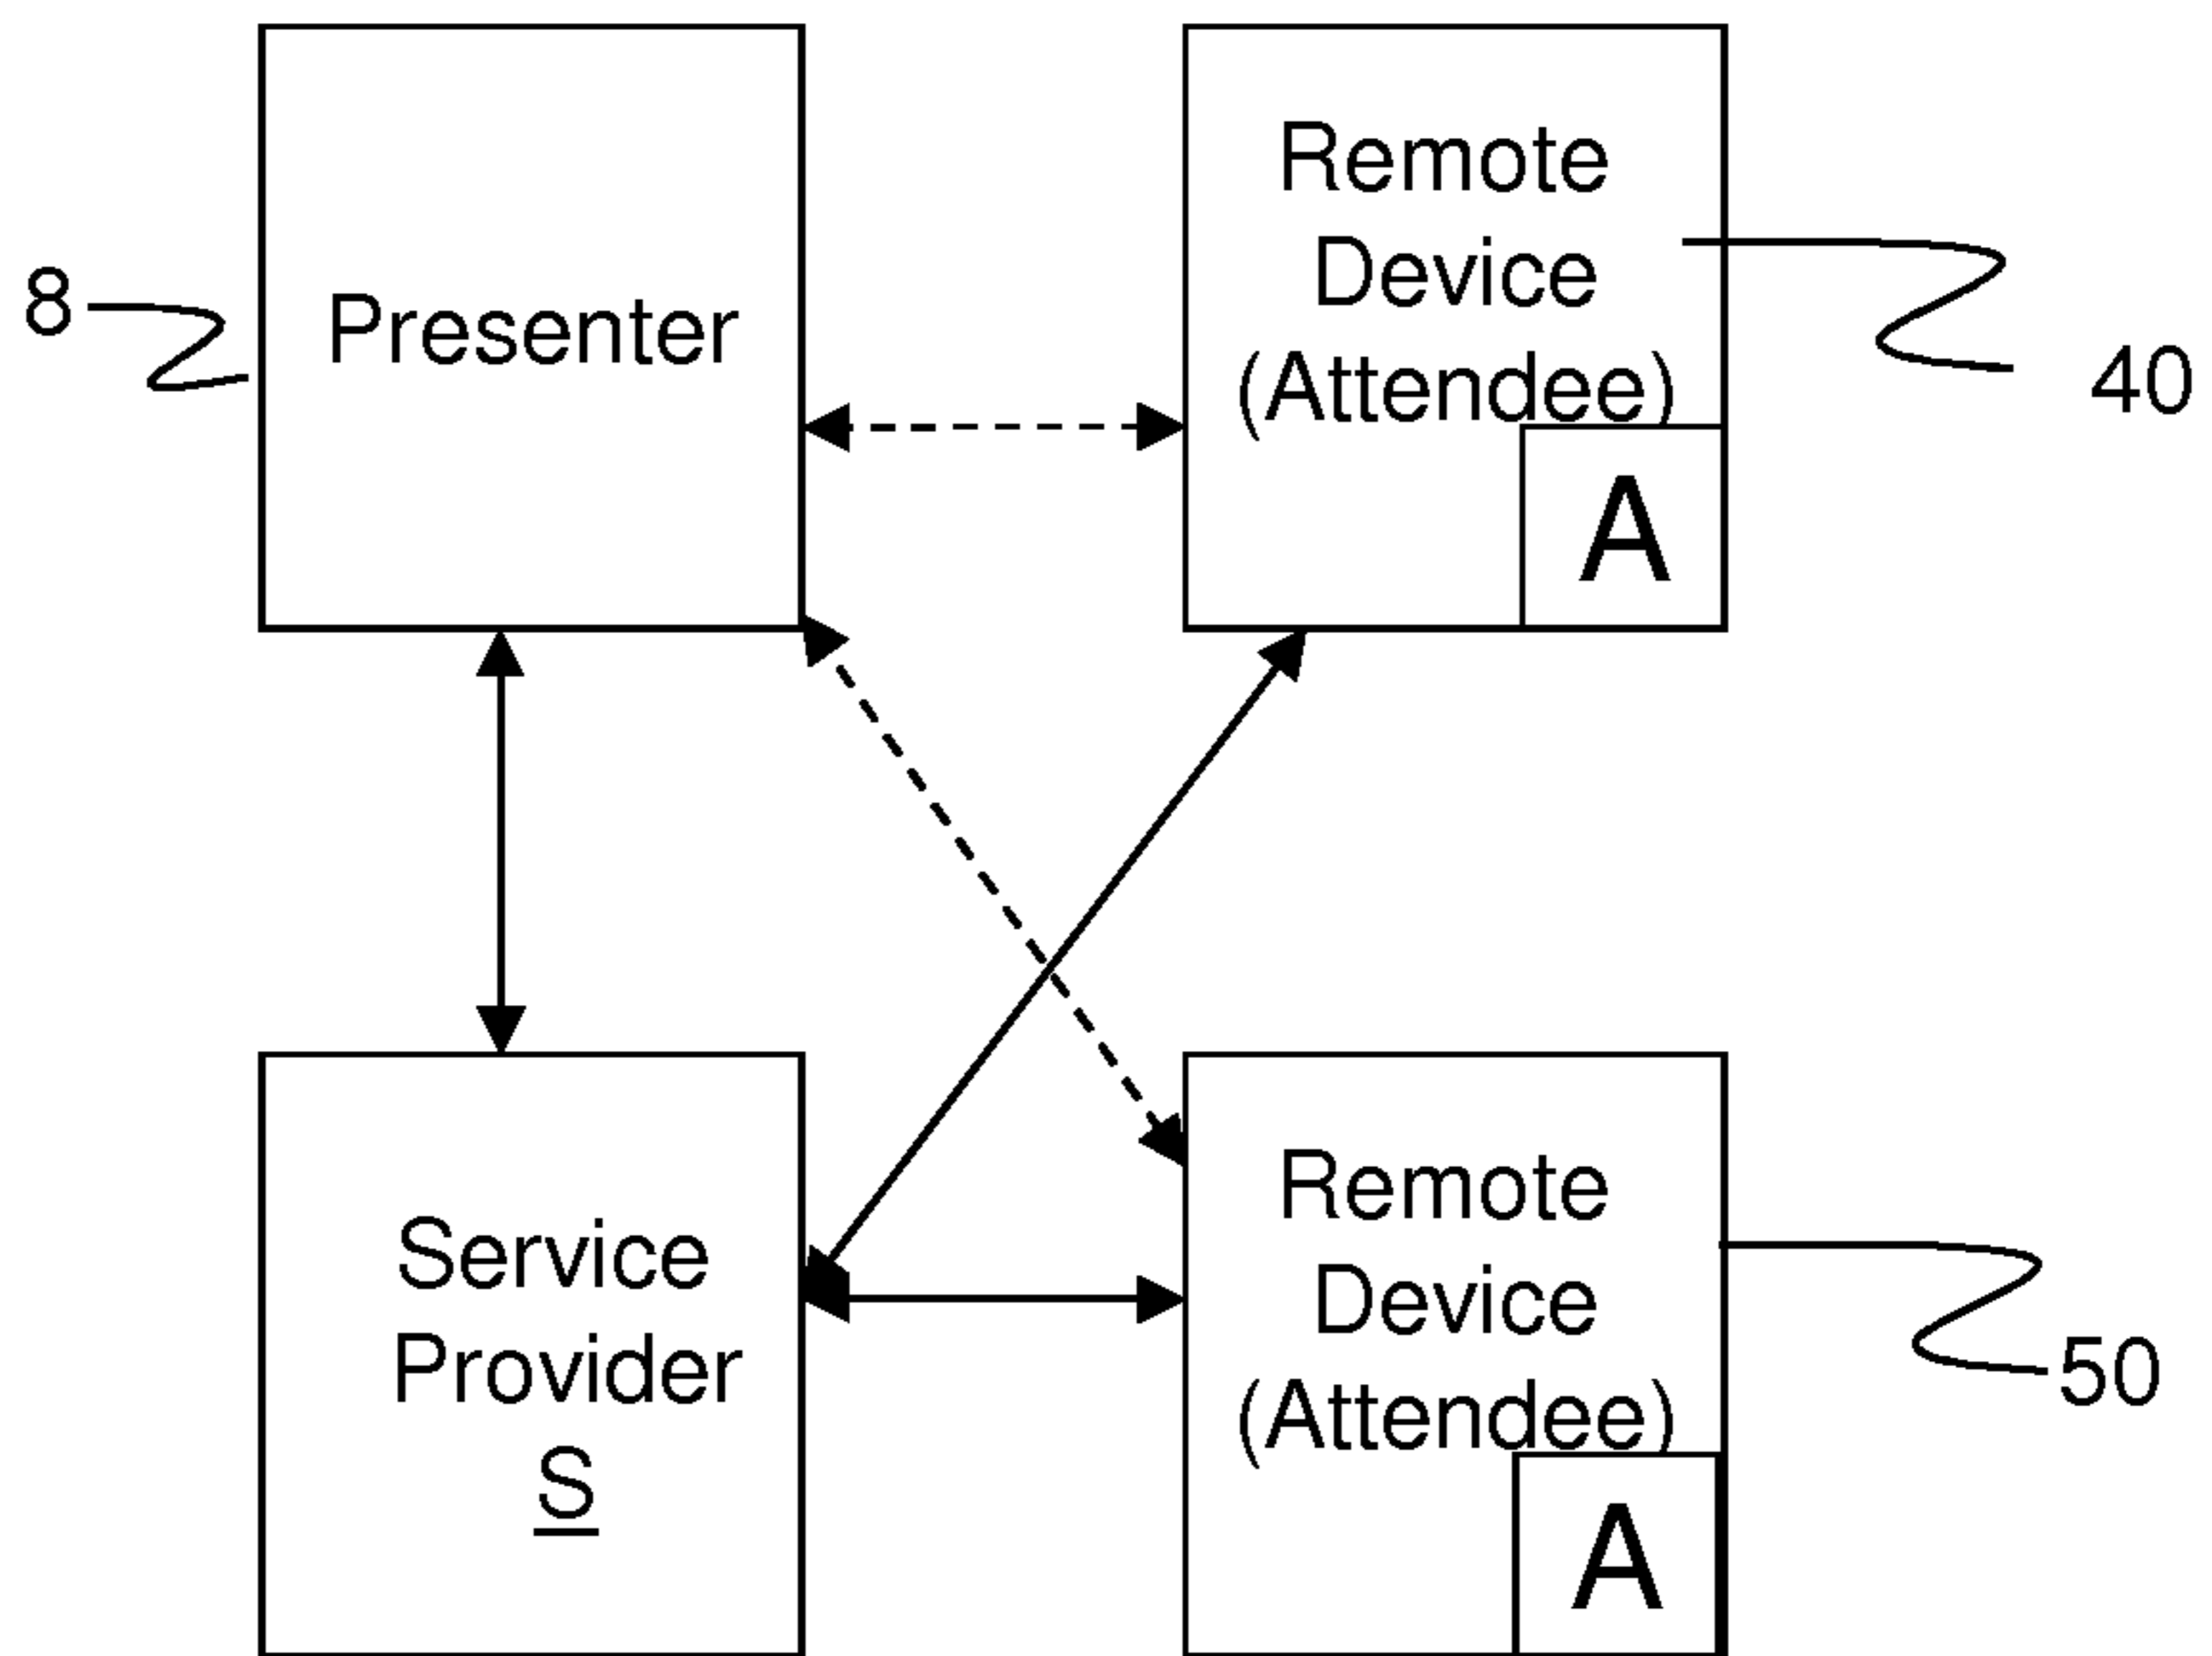 8
Presenter
Remote
Device
(Attendee)
A
40
Service
Provider
S
Remote
Device
(Attendee)
A
50